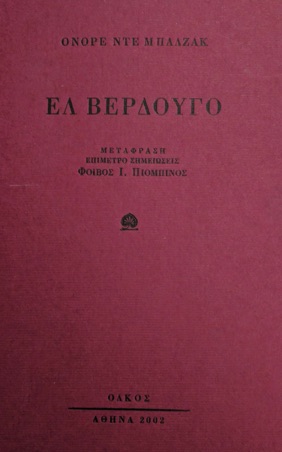 ΟΝΟΡΕ ΝΤΕ ΜΠΑΛΖΑΚ
ΕΛ ΒΕΡΔΟΥΓΟ
ΜΕΤΑΦΡΑΣΗ
ΕΠΙΜΕΤΡΟ ΣΗΜΕΙΩΣΕΙΣ
ΦΟΙΒΟΣ Ι. ΠΙΟΜΠΙΝΟΣ
ΟΛΚΟΣ
ΑΘΗΝΑ 2002